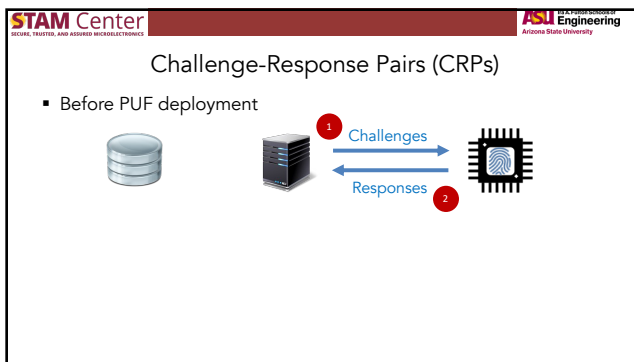 STAM Center
SECURE, TRUSTED, AND ASSURED MICROELECTRONICS
ASU Ira A. Fulton Schools of
Engineering
Arizona State University
Challenge-Response Pairs (CRPs)
▪ Before PUF deployment
1
Challenges
Responses
2